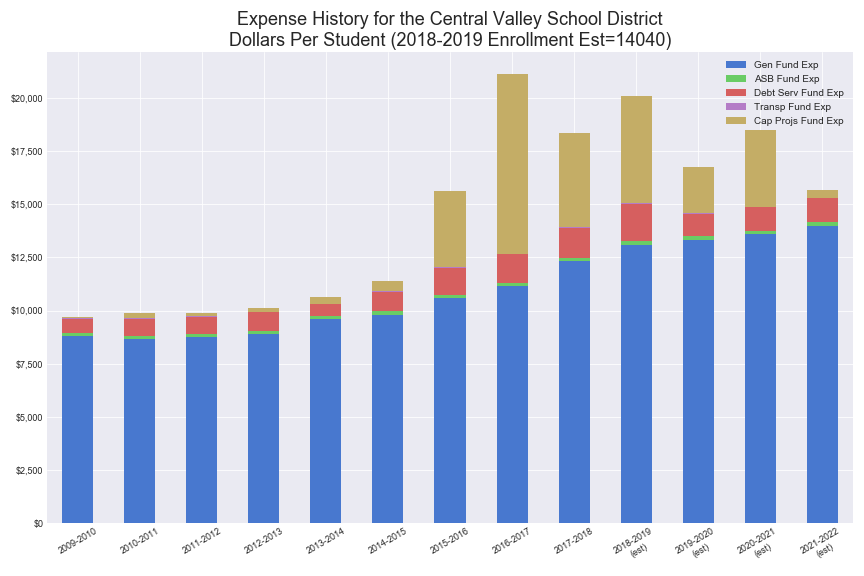 Expense History for the Central Valley School District
Dollars Per Student (2018-2019 Enrollment Est=14040)
Gen Fund Exp
ASB Fund Exp
Debt Serv Fund Exp
Transp Fund Exp
Cap Projs Fund Exp
$20,000
$17,500
$15,000
$12,500
$10,000
$7,500
$5,000
$2,500
$0
2009-2010
2010-2011
2011-2012
2012-2013
2013-2014
2014-2015
2015-2016
2016-2017
2017-2018
2018-2019
(est)
2019-2020
(est)
2020-2021
(est)
2021-2022
(est)